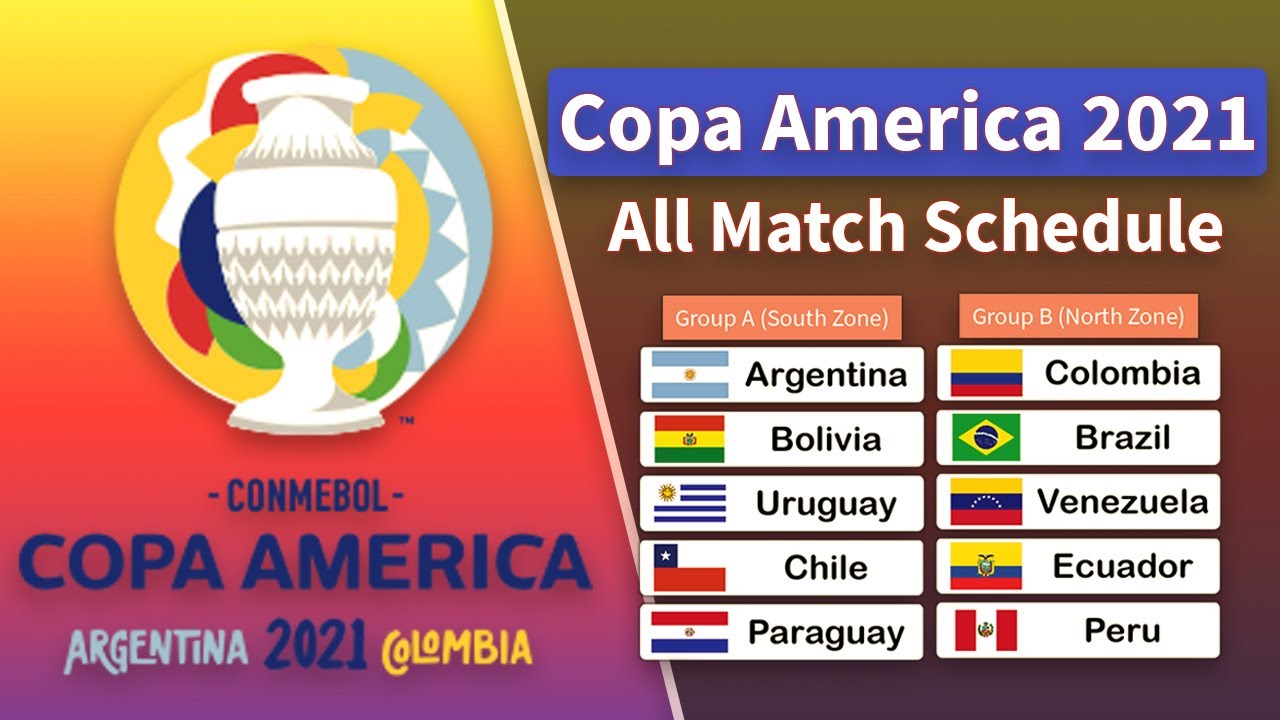 Copa America 2021
All Match Schedule
™
- CONMEBOL -
COPA AMERICA
ARGENTINA 2021 COLOMBIA
Group A (South Zone)
Argentina
Bolivia
Uruguay
Chile
Paraguay
Group B (North Zone)
Colombia
Brazil
Venezuela
Ecuador
Peru